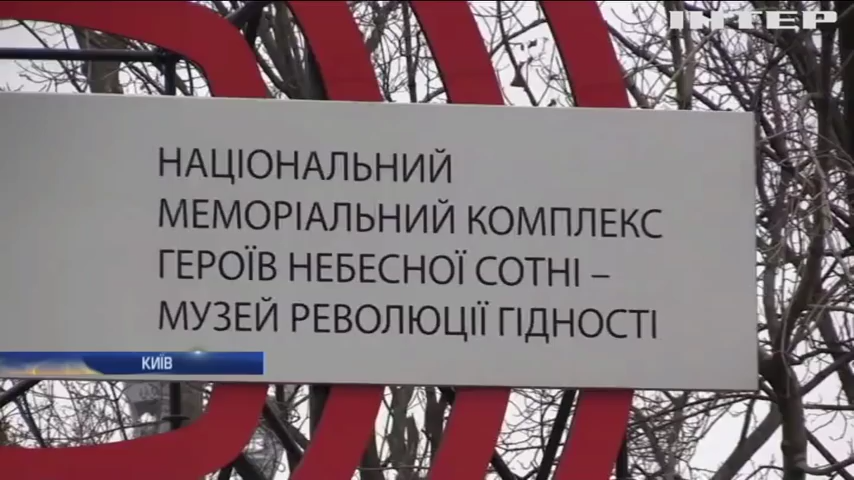 ІНТЕР
НАЦІОНАЛЬНИЙ
МЕМОРІАЛЬНИЙ КОМПЛЕКС
ГЕРОЇВ НЕБЕСНОЇ СОТНІ –
МУЗЕЙ РЕВОЛЮЦІЇ ГІДНОСТІ
КИЇВ